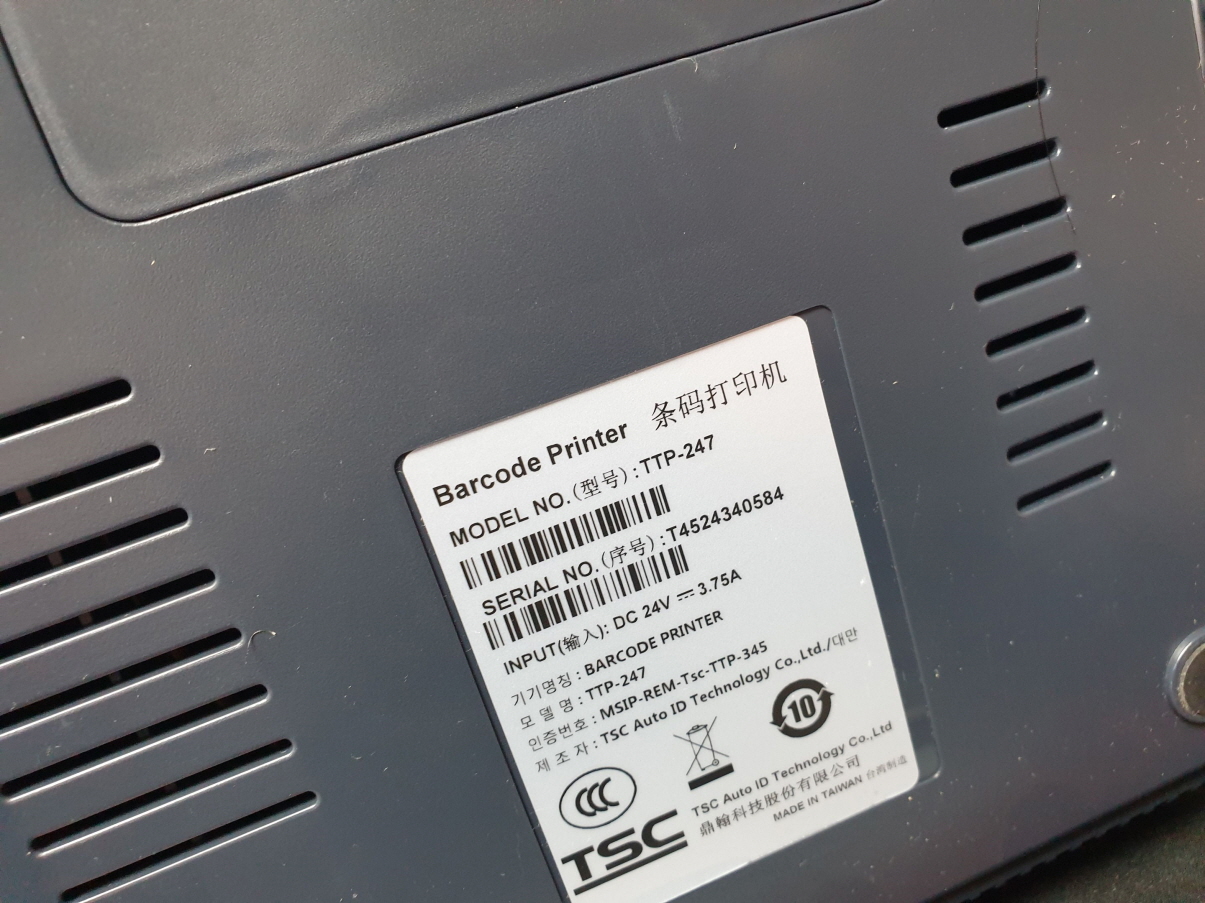 Barcode Printer 条码打印机
MODEL NO.(型号):TTP-247
SERIAL NO.(序号):T4524340584
INPUT(输入): DC 24V ⎓ 3.75A
기기명칭 : BARCODE PRINTER
모 델 명 : TTP-247
인증번호 : MSIP-REM-Tsc-TTP-345
제 조 자 : TSC Auto ID Technology Co.,Ltd./대만
CCC
10
TSC
TSC Auto ID Technology Co.,Ltd
鼎翰科技股份有限公司
MADE IN TAIWAN 台湾制造